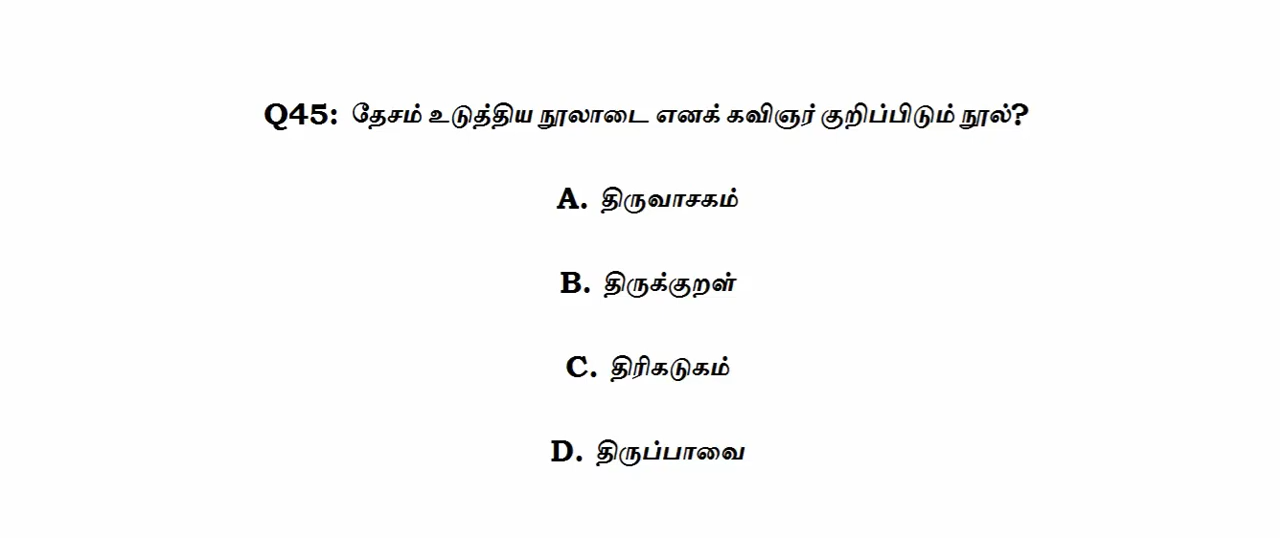 Q45: தேசம் உடுத்திய நூலாடை எனக் கவிஞர் குறிப்பிடும் நூல்?
A. திருவாசகம்
B. திருக்குறள்
C. திரிகடுகம்
D. திருப்பாவை